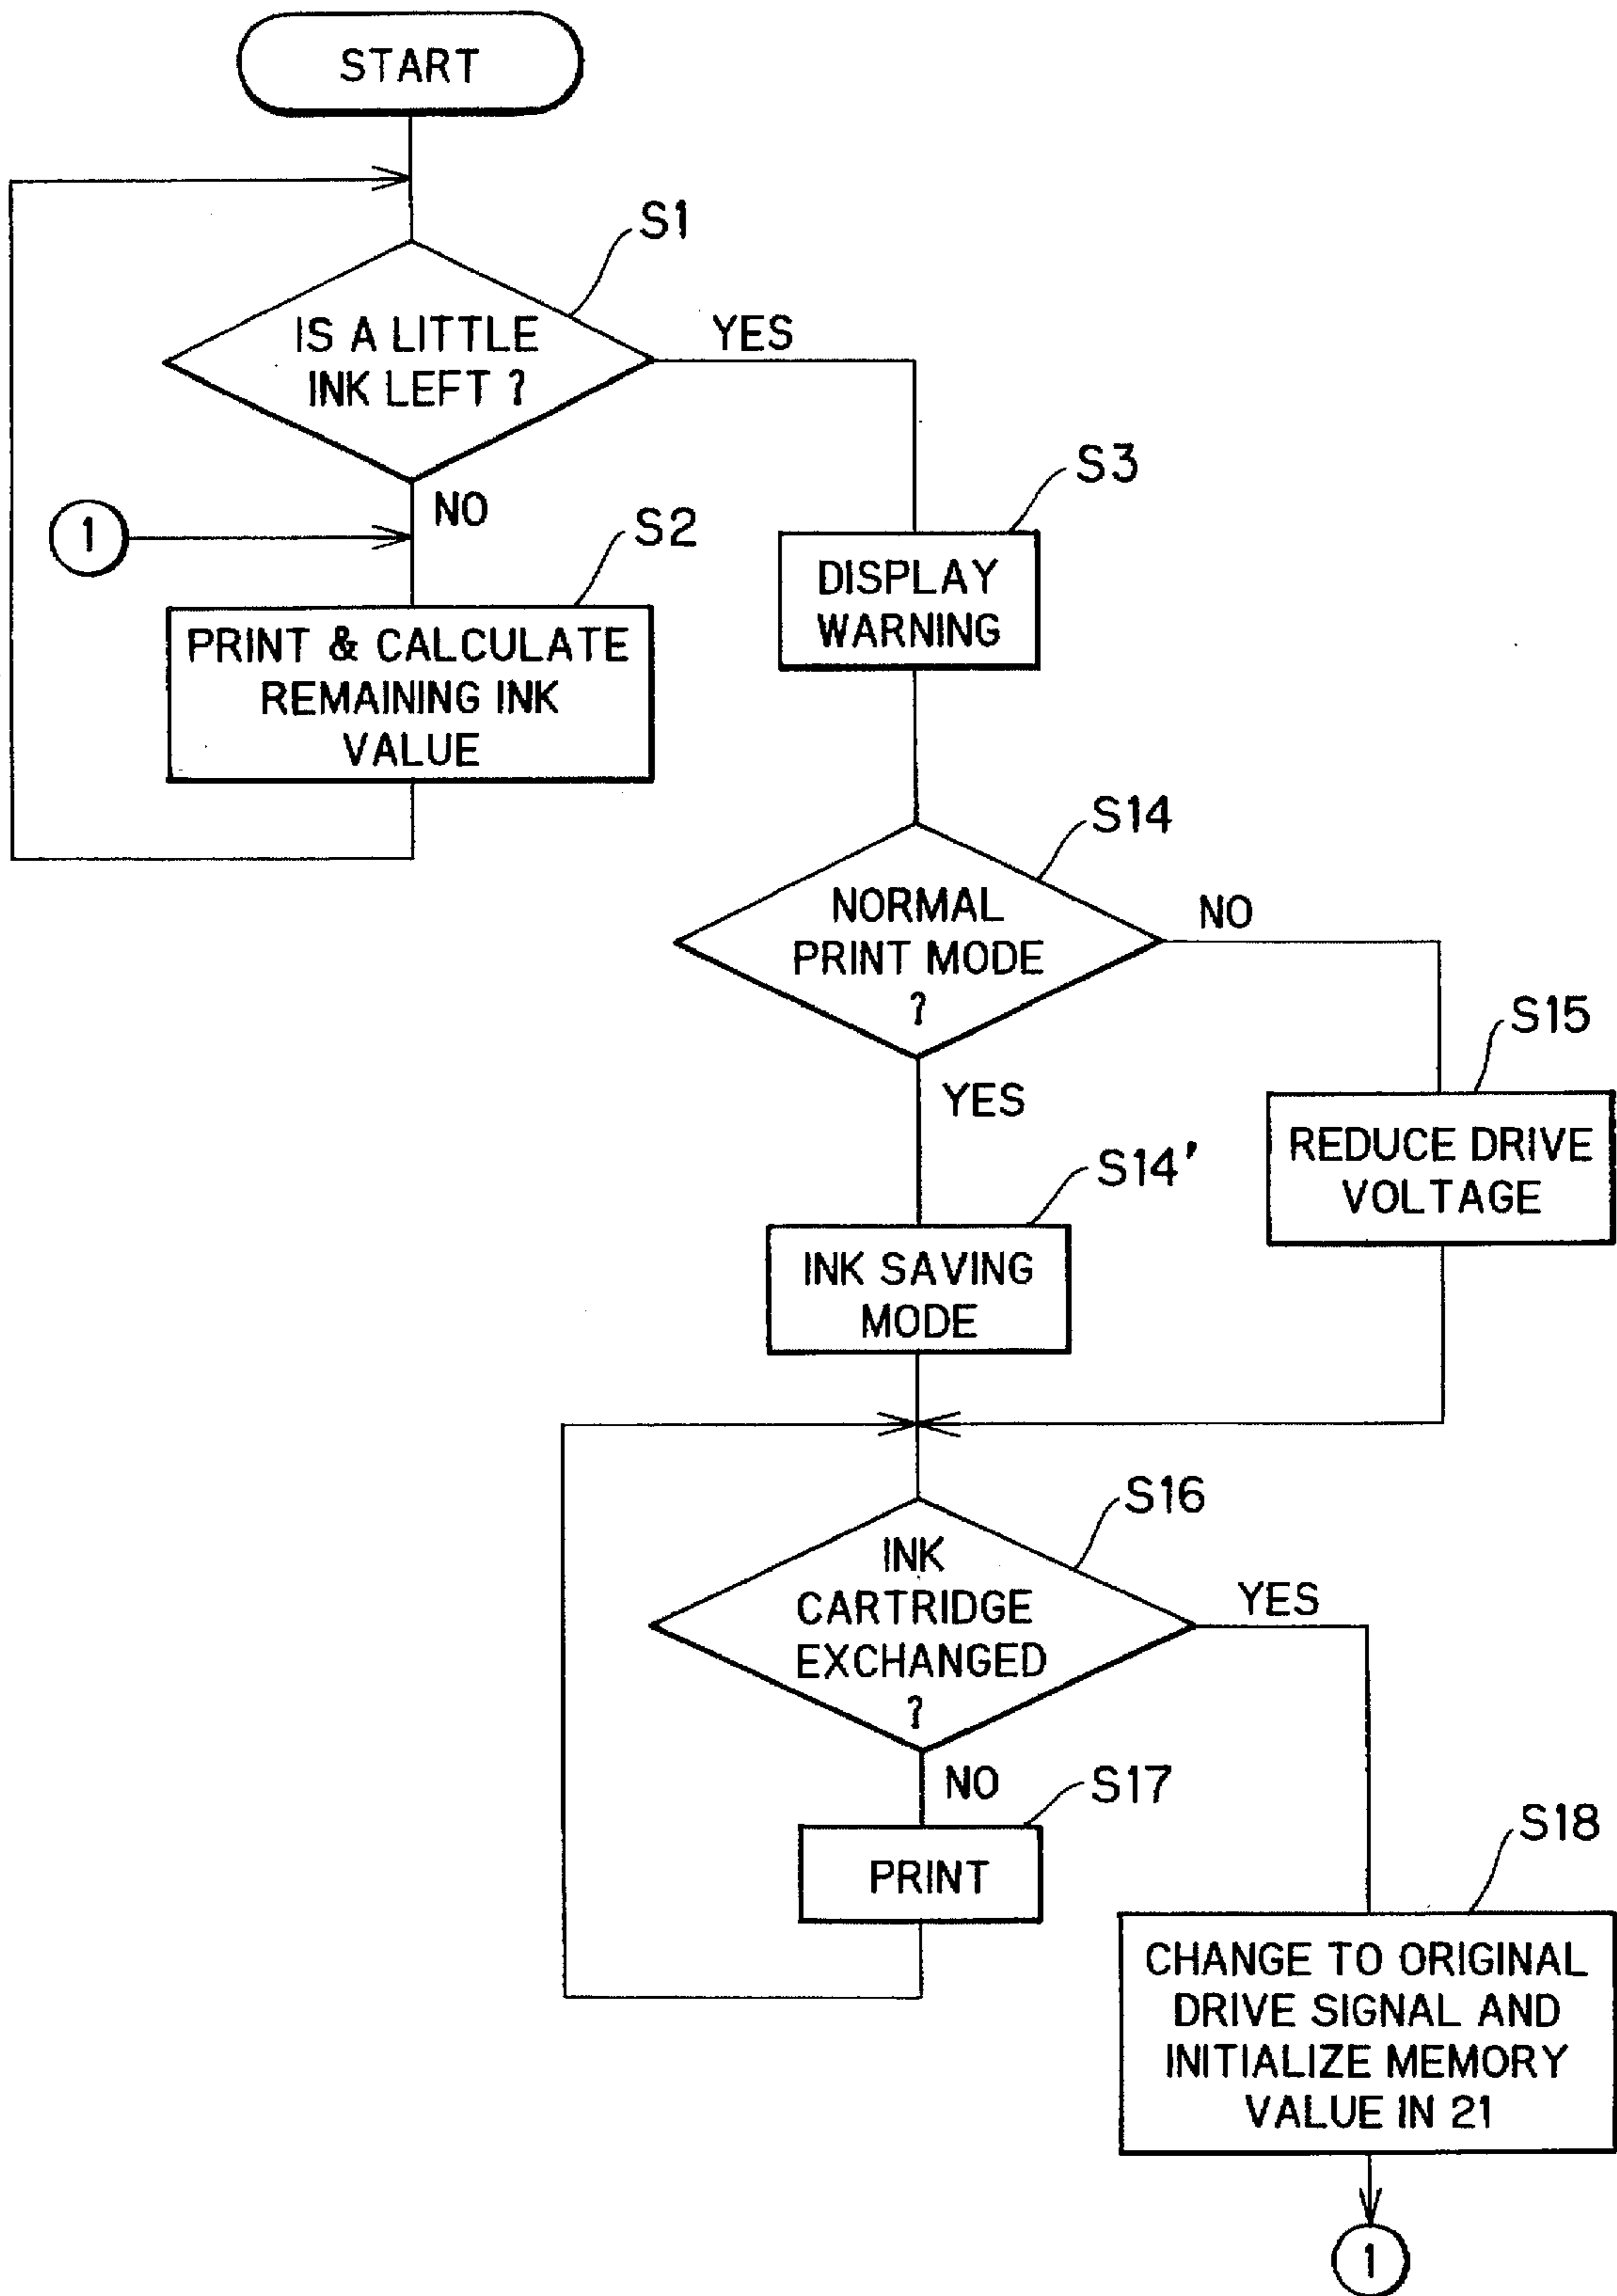 START
S1
IS A LITTLE
INK LEFT ?
YES
NO
1
S2
PRINT & CALCULATE
REMAINING INK
VALUE
S3
DISPLAY
WARNING
S14
NORMAL
PRINT MODE
?
NO
YES
S15
REDUCE DRIVE
VOLTAGE
S14'
INK SAVING
MODE
S16
INK
CARTRIDGE
EXCHANGED
?
YES
NO
S17
PRINT
S18
CHANGE TO ORIGINAL
DRIVE SIGNAL AND
INITIALIZE MEMORY
VALUE IN 21
1